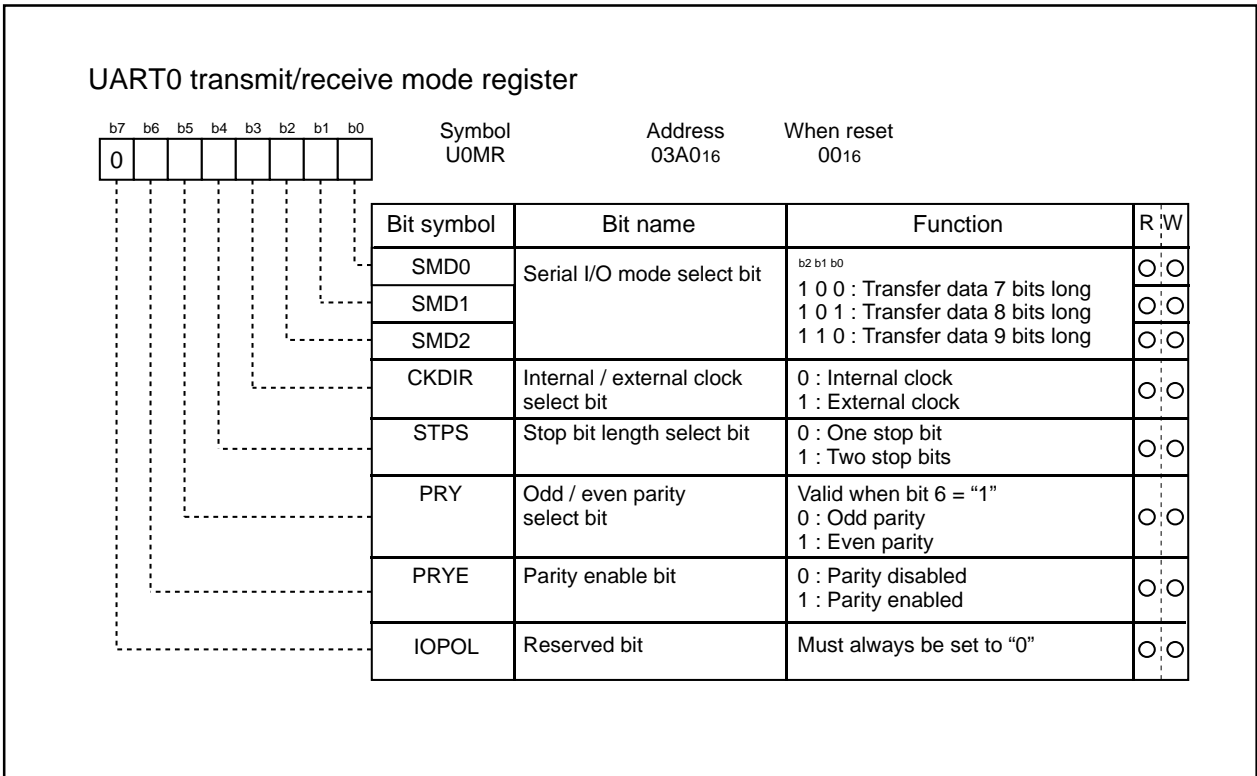 UART0 transmit/receive mode register
b7 b6 b5 b4 b3 b2 b1 b0
Symbol Address When reset
U0MR 03A016 0016
0
Bit symbol Bit name Function R W
SMD0 Serial I/O mode select bit b2 b1 b0
1 0 0 : Transfer data 7 bits long
SMD1 1 0 1 : Transfer data 8 bits long
SMD2 1 1 0 : Transfer data 9 bits long
CKDIR Internal / external clock 0 : Internal clock
select bit 1 : External clock
STPS Stop bit length select bit 0 : One stop bit
1 : Two stop bits
PRY Odd / even parity Valid when bit 6 = “1”
select bit 0 : Odd parity
1 : Even parity
PRYE Parity enable bit 0 : Parity disabled
1 : Parity enabled
IOPOL Reserved bit Must always be set to “0”